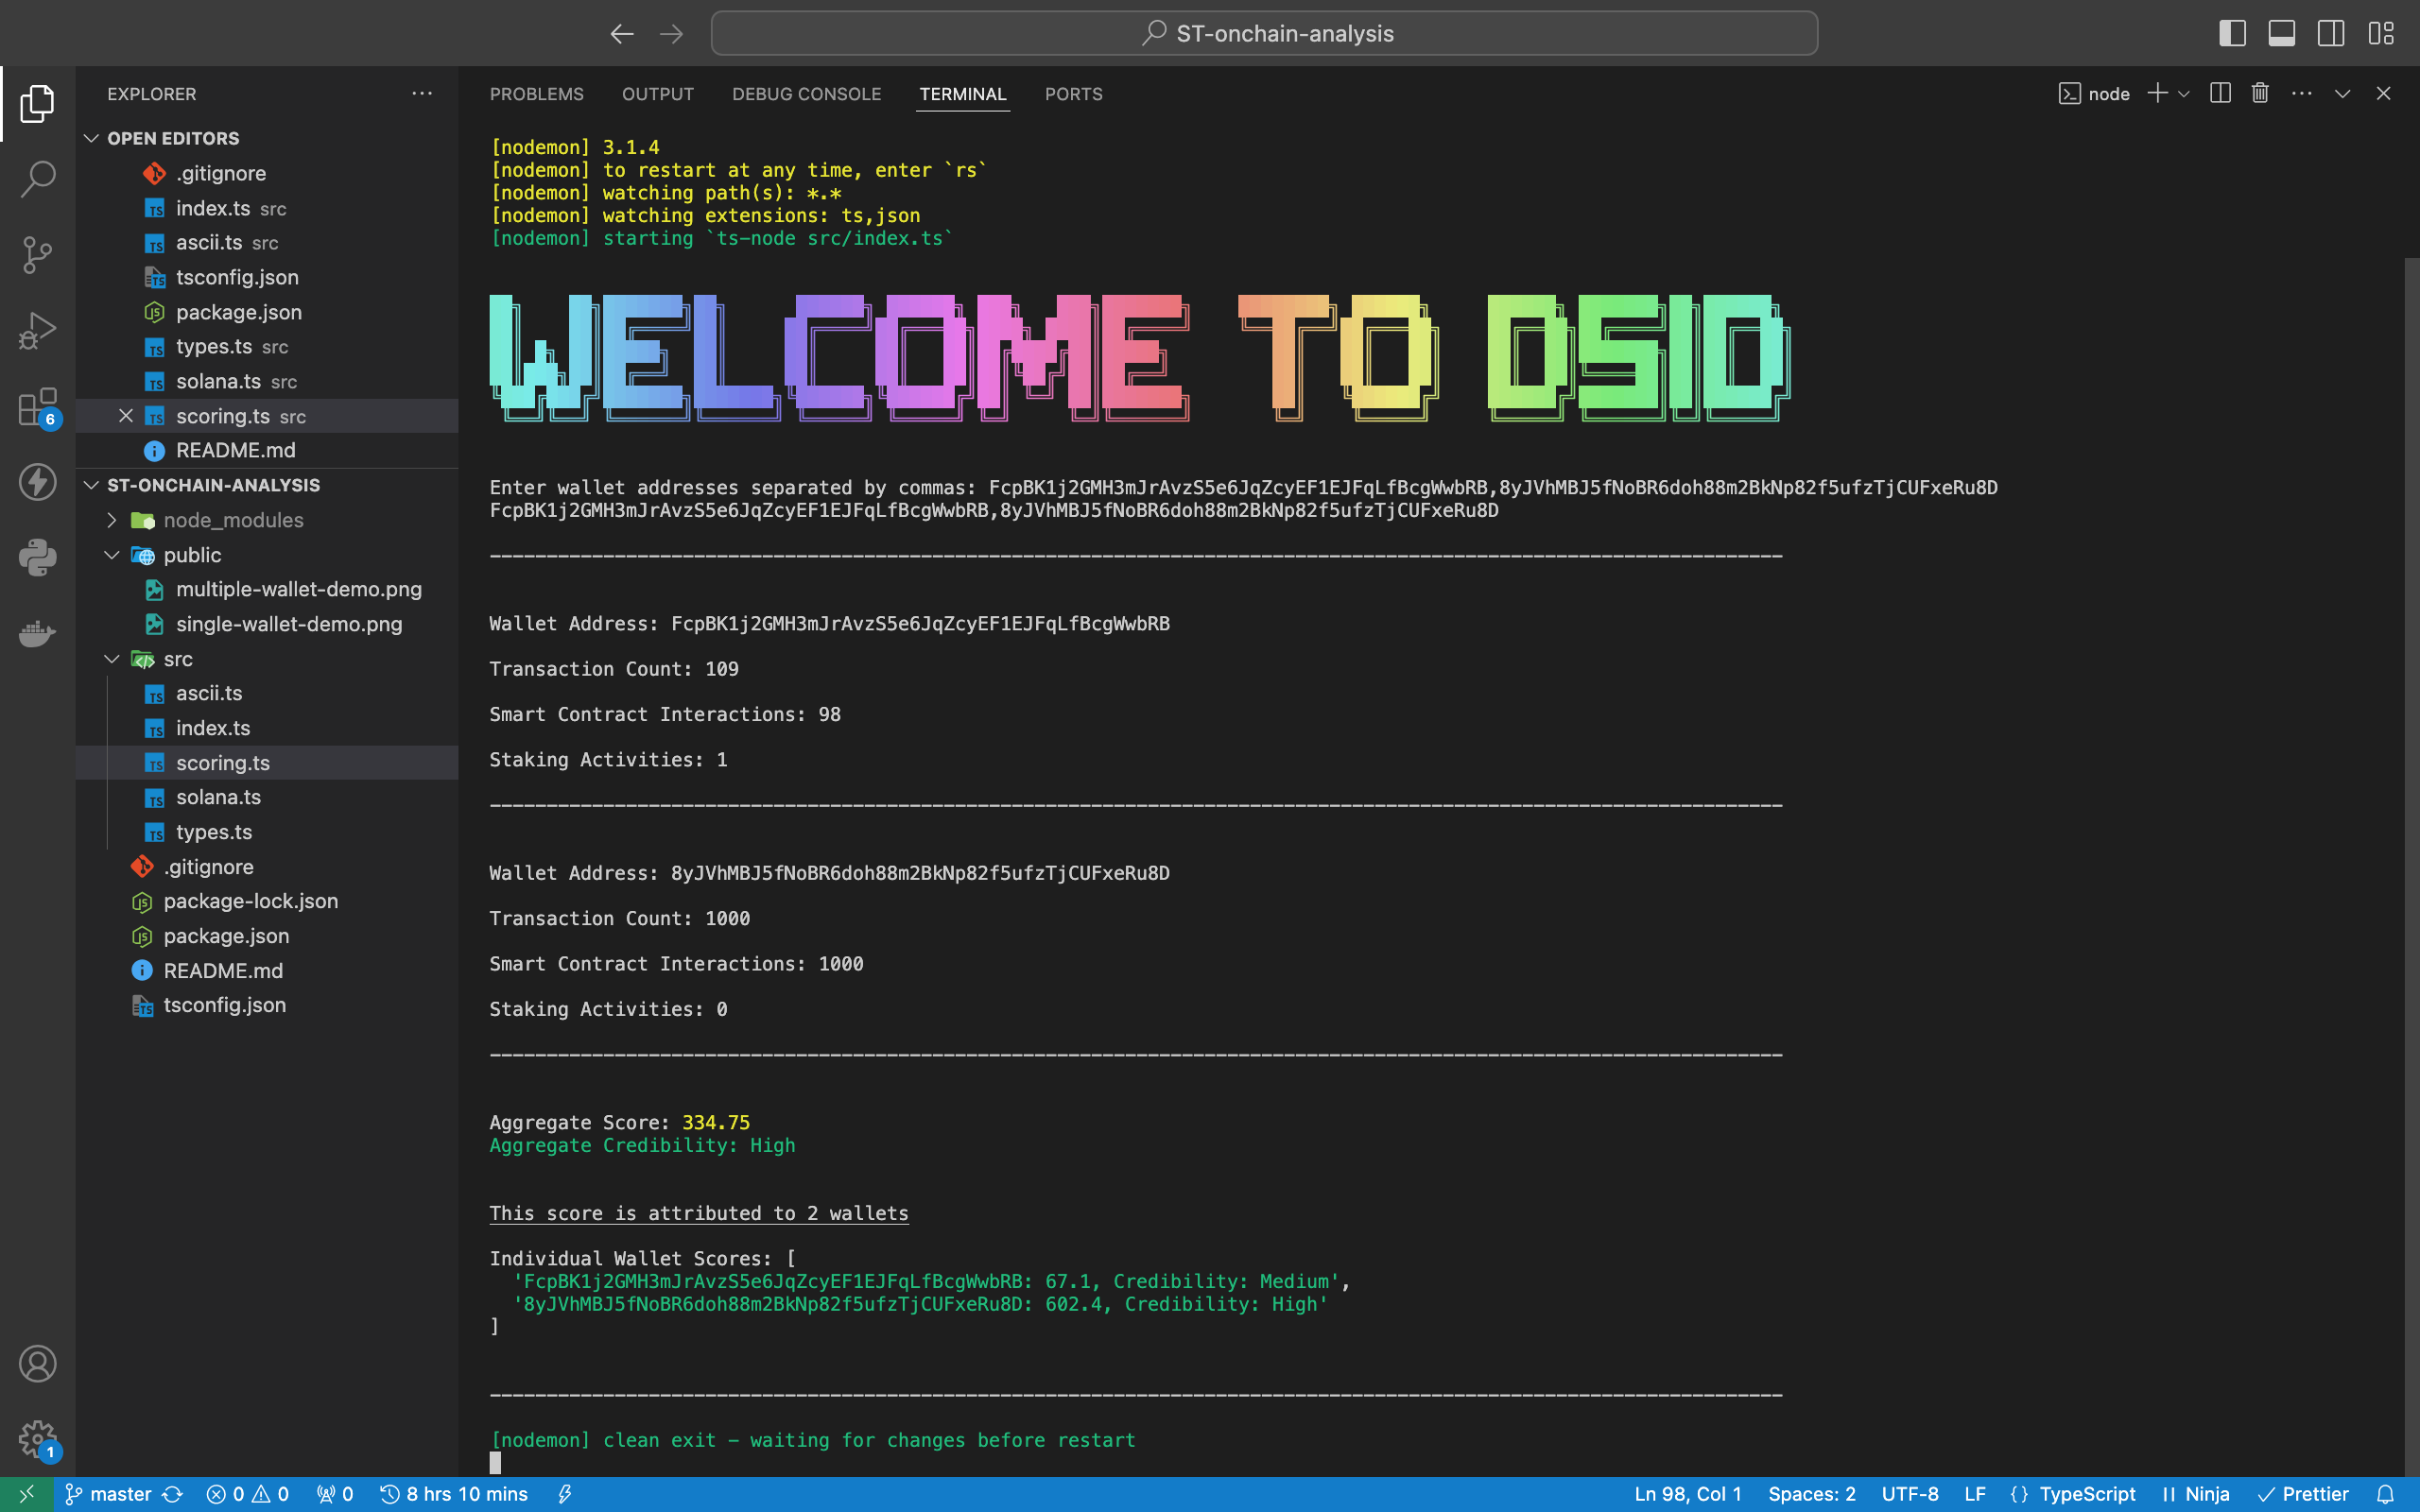 ST-onchain-analysis
EXPLORER
OPEN EDITORS
.gitignore
index.ts src
ascii.ts src
tsconfig.json
package.json
types.ts src
solana.ts src
scoring.ts src
README.md
ST-ONCHAIN-ANALYSIS
node_modules
public
multiple-wallet-demo.png
single-wallet-demo.png
src
ascii.ts
index.ts
scoring.ts
solana.ts
types.ts
.gitignore
package-lock.json
package.json
README.md
tsconfig.json
6
1
PROBLEMS OUTPUT DEBUG CONSOLE TERMINAL PORTS
node
[nodemon] 3.1.4
[nodemon] to restart at any time, enter `rs`
[nodemon] watching path(s): *.*
[nodemon] watching extensions: ts,json
[nodemon] starting `ts-node src/index.ts`
WELCOME TO DSID
Enter wallet addresses separated by commas: FcpBK1j2GMH3mJrAvzS5e6JqZcyEF1EJFqLfBcgWwbRB,8yJVhMBJ5fNoBR6doh88m2BkNp82f5ufzTjCUFxeRu8D
FcpBK1j2GMH3mJrAvzS5e6JqZcyEF1EJFqLfBcgWwbRB,8yJVhMBJ5fNoBR6doh88m2BkNp82f5ufzTjCUFxeRu8D
Wallet Address: FcpBK1j2GMH3mJrAvzS5e6JqZcyEF1EJFqLfBcgWwbRB
Transaction Count: 109
Smart Contract Interactions: 98
Staking Activities: 1
Wallet Address: 8yJVhMBJ5fNoBR6doh88m2BkNp82f5ufzTjCUFxeRu8D
Transaction Count: 1000
Smart Contract Interactions: 1000
Staking Activities: 0
Aggregate Score: 334.75
Aggregate Credibility: High
This score is attributed to 2 wallets
Individual Wallet Scores: [
'FcpBK1j2GMH3mJrAvzS5e6JqZcyEF1EJFqLfBcgWwbRB: 67.1, Credibility: Medium',
'8yJVhMBJ5fNoBR6doh88m2BkNp82f5ufzTjCUFxeRu8D: 602.4, Credibility: High'
]
[nodemon] clean exit - waiting for changes before restart
master 0 0 0 8 hrs 10 mins Ln 98, Col 1 Spaces: 2 UTF-8 LF {} TypeScript Ninja Prettier